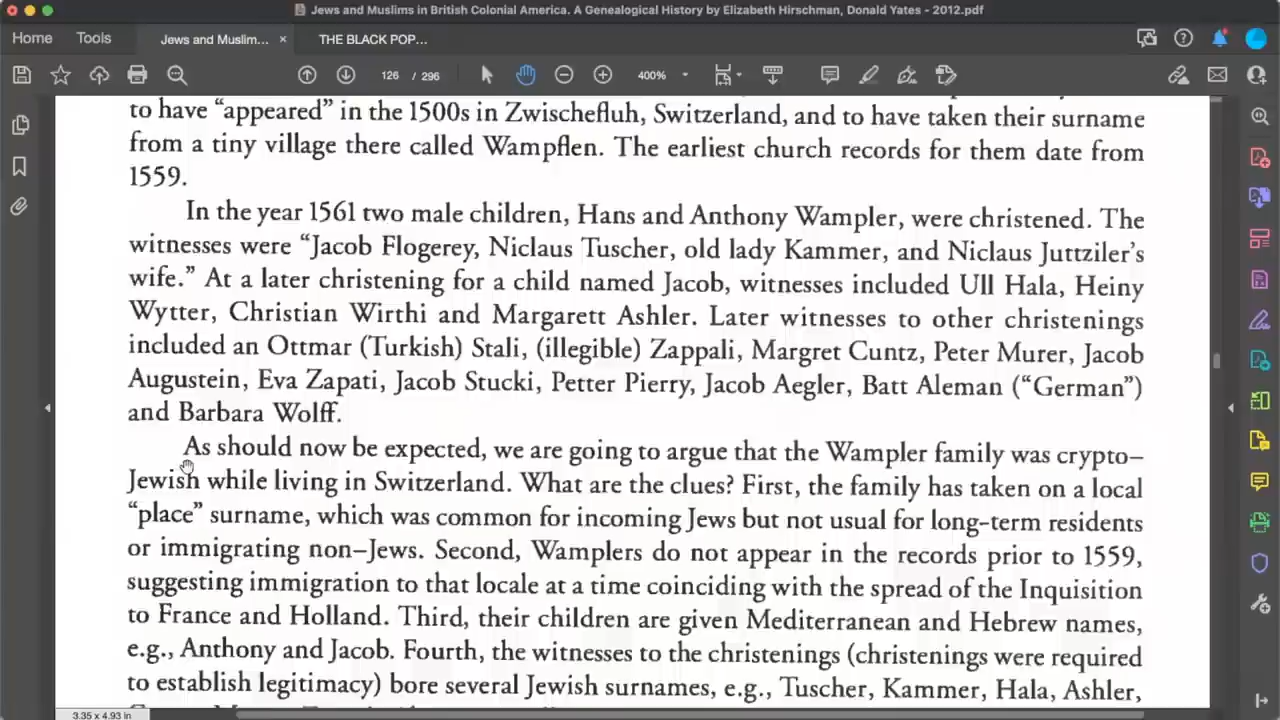 Jews and Muslims in British Colonial America. A Genealogical History by Elizabeth Hirschman, Donald Yates - 2012.pdf
Home Tools Jews and Muslim... × THE BLACK POP...
126 / 296 400%
to have “appeared” in the 1500s in Zwischefluh, Switzerland, and to have taken their surname
from a tiny village there called Wampflen. The earliest church records for them date from
1559.
In the year 1561 two male children, Hans and Anthony Wampler, were christened. The
witnesses were “Jacob Flogerey, Niclaus Tuscher, old lady Kammer, and Niclaus Juttziler’s
wife.” At a later christening for a child named Jacob, witnesses included Ull Hala, Heiny
Wytter, Christian Wirthi and Margarett Ashler. Later witnesses to other christenings
included an Ottmar (Turkish) Stali, (illegible) Zappali, Margret Cuntz, Peter Murer, Jacob
Augustein, Eva Zapati, Jacob Stucki, Petter Pierry, Jacob Aegler, Batt Aleman (“German”)
and Barbara Wolff.
As should now be expected, we are going to argue that the Wampler family was crypto–
Jewish while living in Switzerland. What are the clues? First, the family has taken on a local
“place” surname, which was common for incoming Jews but not usual for long-term residents
or immigrating non–Jews. Second, Wamplers do not appear in the records prior to 1559,
suggesting immigration to that locale at a time coinciding with the spread of the Inquisition
to France and Holland. Third, their children are given Mediterranean and Hebrew names,
e.g., Anthony and Jacob. Fourth, the witnesses to the christenings (christenings were required
to establish legitimacy) bore several Jewish surnames, e.g., Tuscher, Kammer, Hala, Ashler,
3.35 x 4.93 in